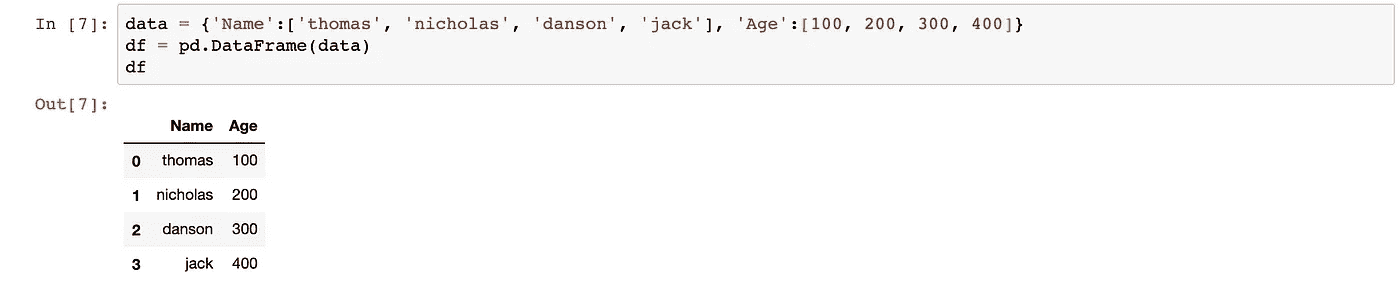 In [7]: data = {'Name':['thomas', 'nicholas', 'danson', 'jack'], 'Age':[100, 200, 300, 400]}
df = pd.DataFrame(data)
df
Out[7]:
Name Age
0 thomas 100
1 nicholas 200
2 danson 300
3 jack 400